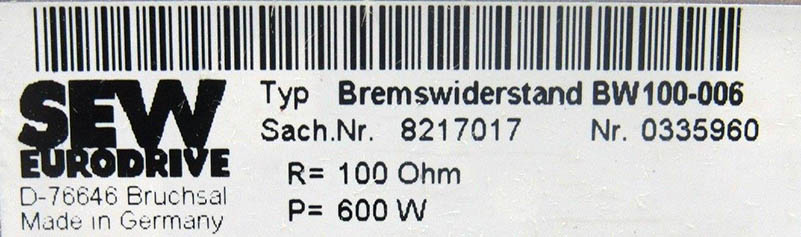 SEW
EURODRIVE
D-76646 Bruchsal
Made in Germany
Typ Bremswiderstand BW100-006
Sach.Nr. 8217017 Nr. 0335960
R= 100 Ohm
P= 600 W